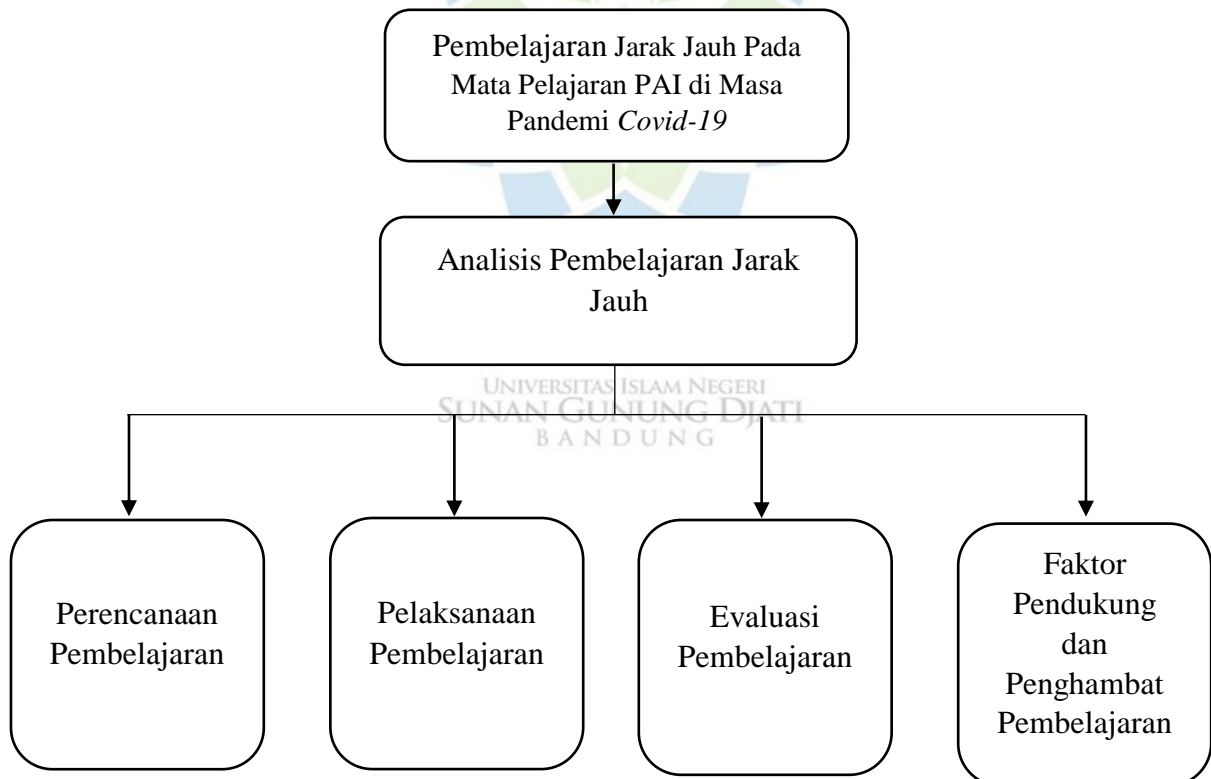 Pembelajaran Jarak Jauh Pada
Mata Pelajaran PAI di Masa
Pandemi Covid-19
Analisis Pembelajaran Jarak
Jauh
UNIVERSITAS ISLAM NEGERI
SUNAN GUNUNG DJATI
BANDUNG
Perencanaan
Pembelajaran
Pelaksanaan
Pembelajaran
Evaluasi
Pembelajaran
Faktor
Pendukung
dan
Penghambat
Pembelajaran